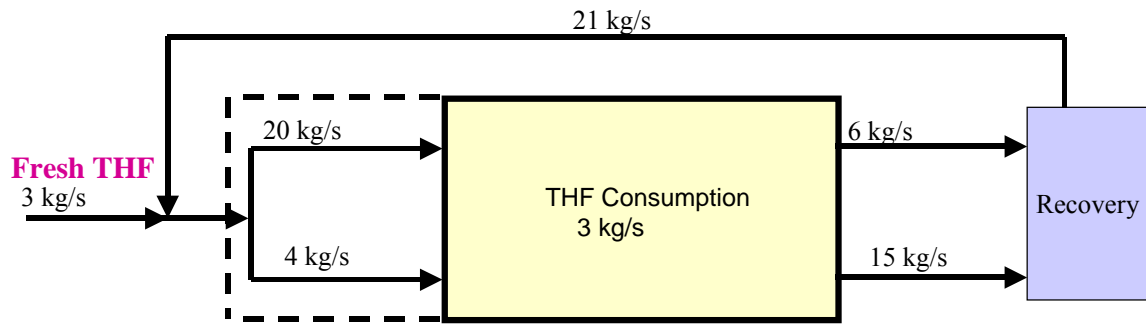 21 kg/s
20 kg/s
6 kg/s
Fresh THF
3 kg/s
THF Consumption
3 kg/s
Recovery
4 kg/s
15 kg/s